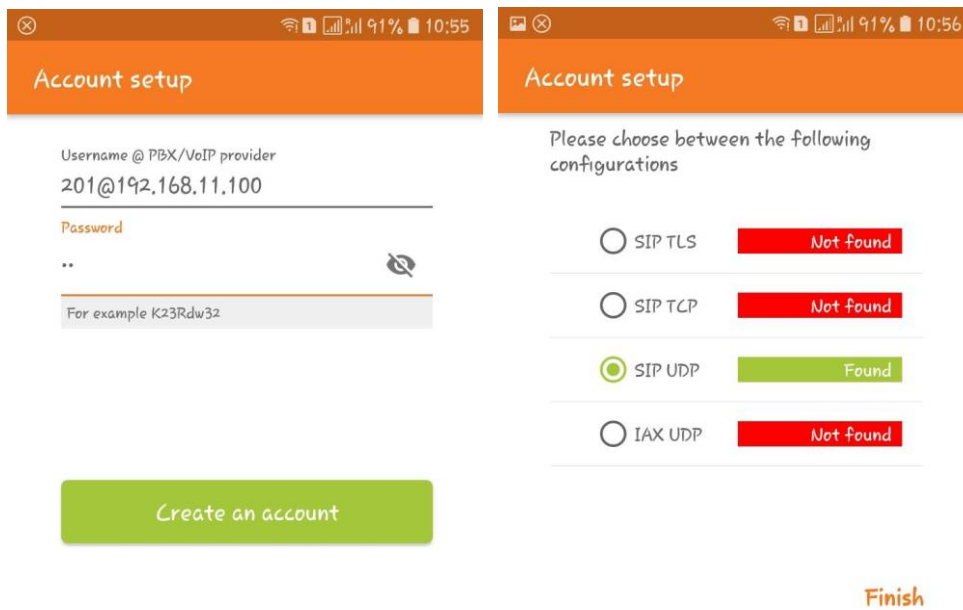 91% 10:55
Account setup
Username @ PBX/VoIP provider
201@192.168.11.100
Password
..
For example K23Rdw32
Create an account
91% 10:56
Account setup
Please choose between the following
configurations
SIP TLS Not found
SIP TCP Not found
SIP UDP Found
IAX UDP Not found
Finish